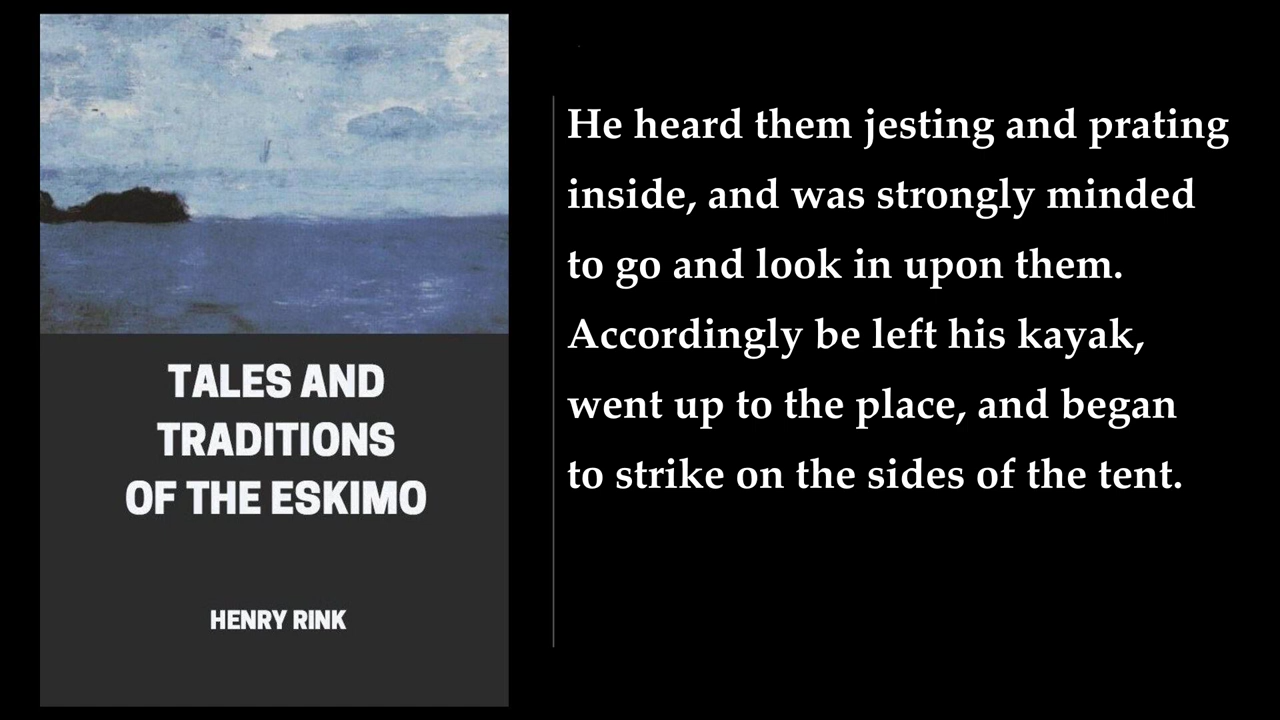 TALES AND
TRADITIONS
OF THE ESKIMO
HENRY RINK
He heard them jesting and prating
inside, and was strongly minded
to go and look in upon them.
Accordingly be left his kayak,
went up to the place, and began
to strike on the sides of the tent.